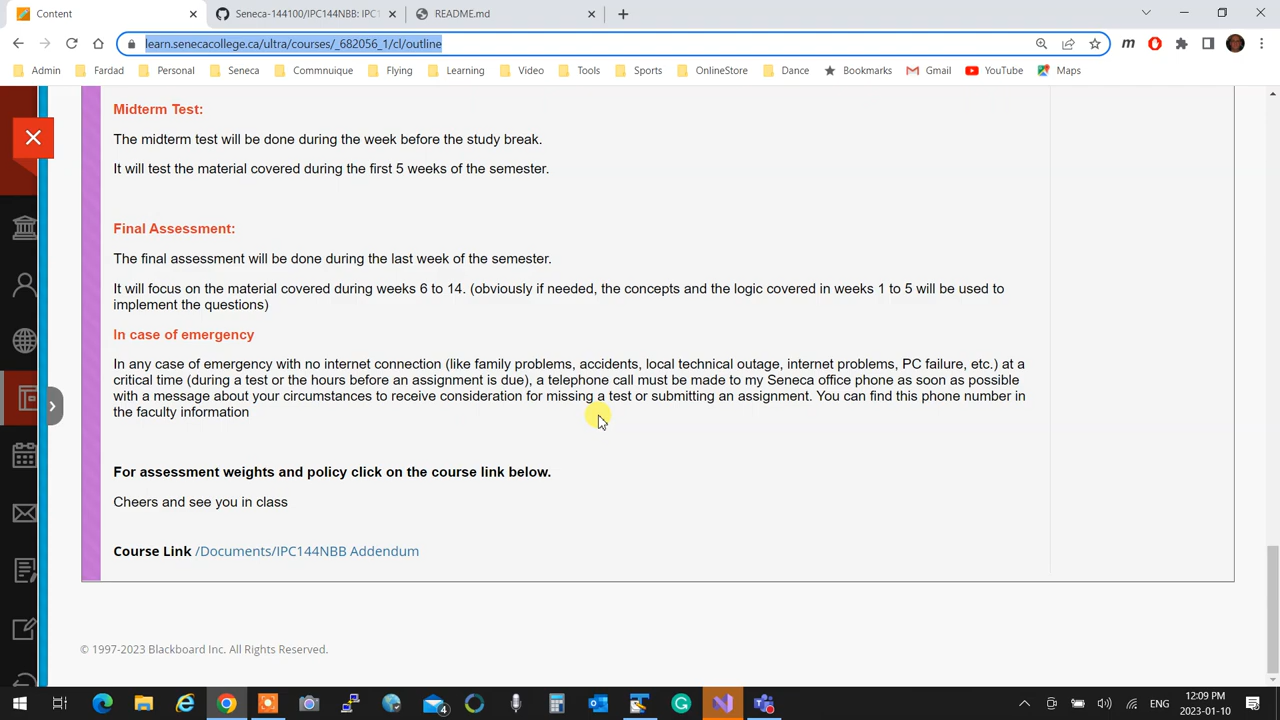 Content
Seneca-144100/IPC144NBB: IPC1
README.md
learn.senecacollege.ca/ultra/courses/_682056_1/cl/outline
Admin
Fardad
Personal
Seneca
Commnuique
Flying
Learning
Video
Tools
Sports
OnlineStore
Dance
Bookmarks
Gmail
YouTube
Maps
Midterm Test:
The midterm test will be done during the week before the study break.
It will test the material covered during the first 5 weeks of the semester.
Final Assessment:
The final assessment will be done during the last week of the semester.
It will focus on the material covered during weeks 6 to 14. (obviously if needed, the concepts and the logic covered in weeks 1 to 5 will be used to
implement the questions)
In case of emergency
In any case of emergency with no internet connection (like family problems, accidents, local technical outage, internet problems, PC failure, etc.) at a
critical time (during a test or the hours before an assignment is due), a telephone call must be made to my Seneca office phone as soon as possible
with a message about your circumstances to receive consideration for missing a test or submitting an assignment. You can find this phone number in
the faculty information
For assessment weights and policy click on the course link below.
Cheers and see you in class
Course Link /Documents/IPC144NBB Addendum
© 1997-2023 Blackboard Inc. All Rights Reserved.
4
ENG
12:09 PM
2023-01-10